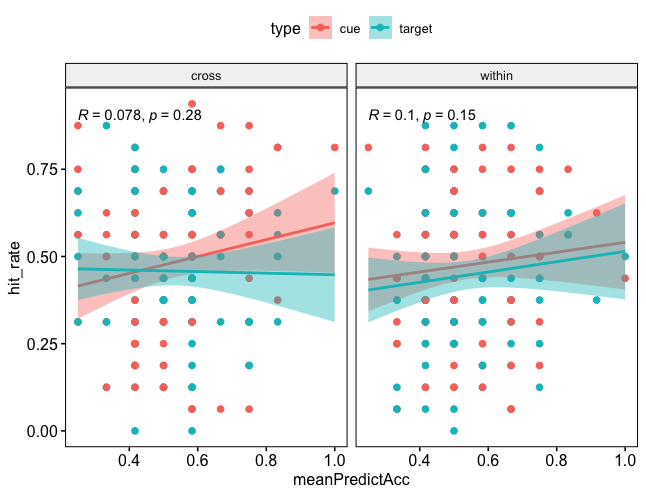 type cue target
cross within
R = 0.078, p = 0.28 R = 0.1, p = 0.15
0.75
0.50
0.25
0.00
hit_rate
0.4 0.6 0.8 1.0 0.4 0.6 0.8 1.0
meanPredictAcc